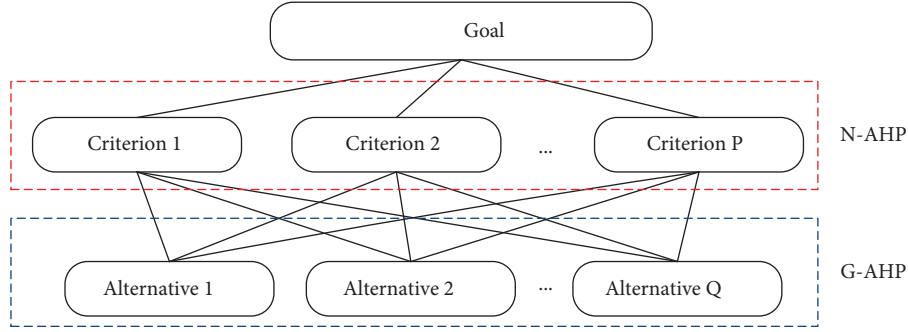 Goal
Criterion 1
Criterion 2
...
Criterion P
N-AHP
Alternative 1
Alternative 2
...
Alternative Q
G-AHP